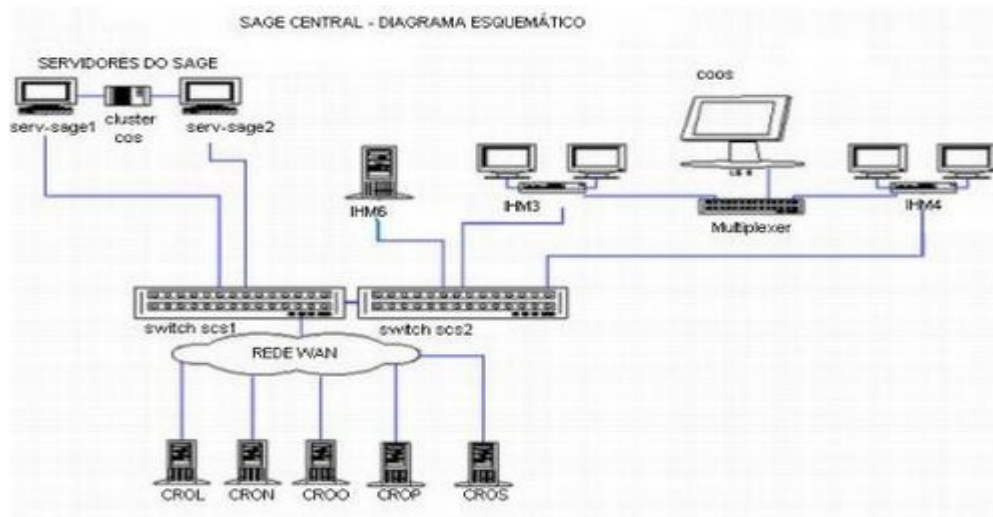 SAGE CENTRAL - DIAGRAMA ESQUEMÁTICO
SERVIDORES DO SAGE
coos
serv-sage1
cluster
cos
serv-sage2
IHM6
IHM3
Multiplexer
IHM4
switch scs1
switch scs2
REDE WAN
CROL
CRON
CROO
CROP
CROS